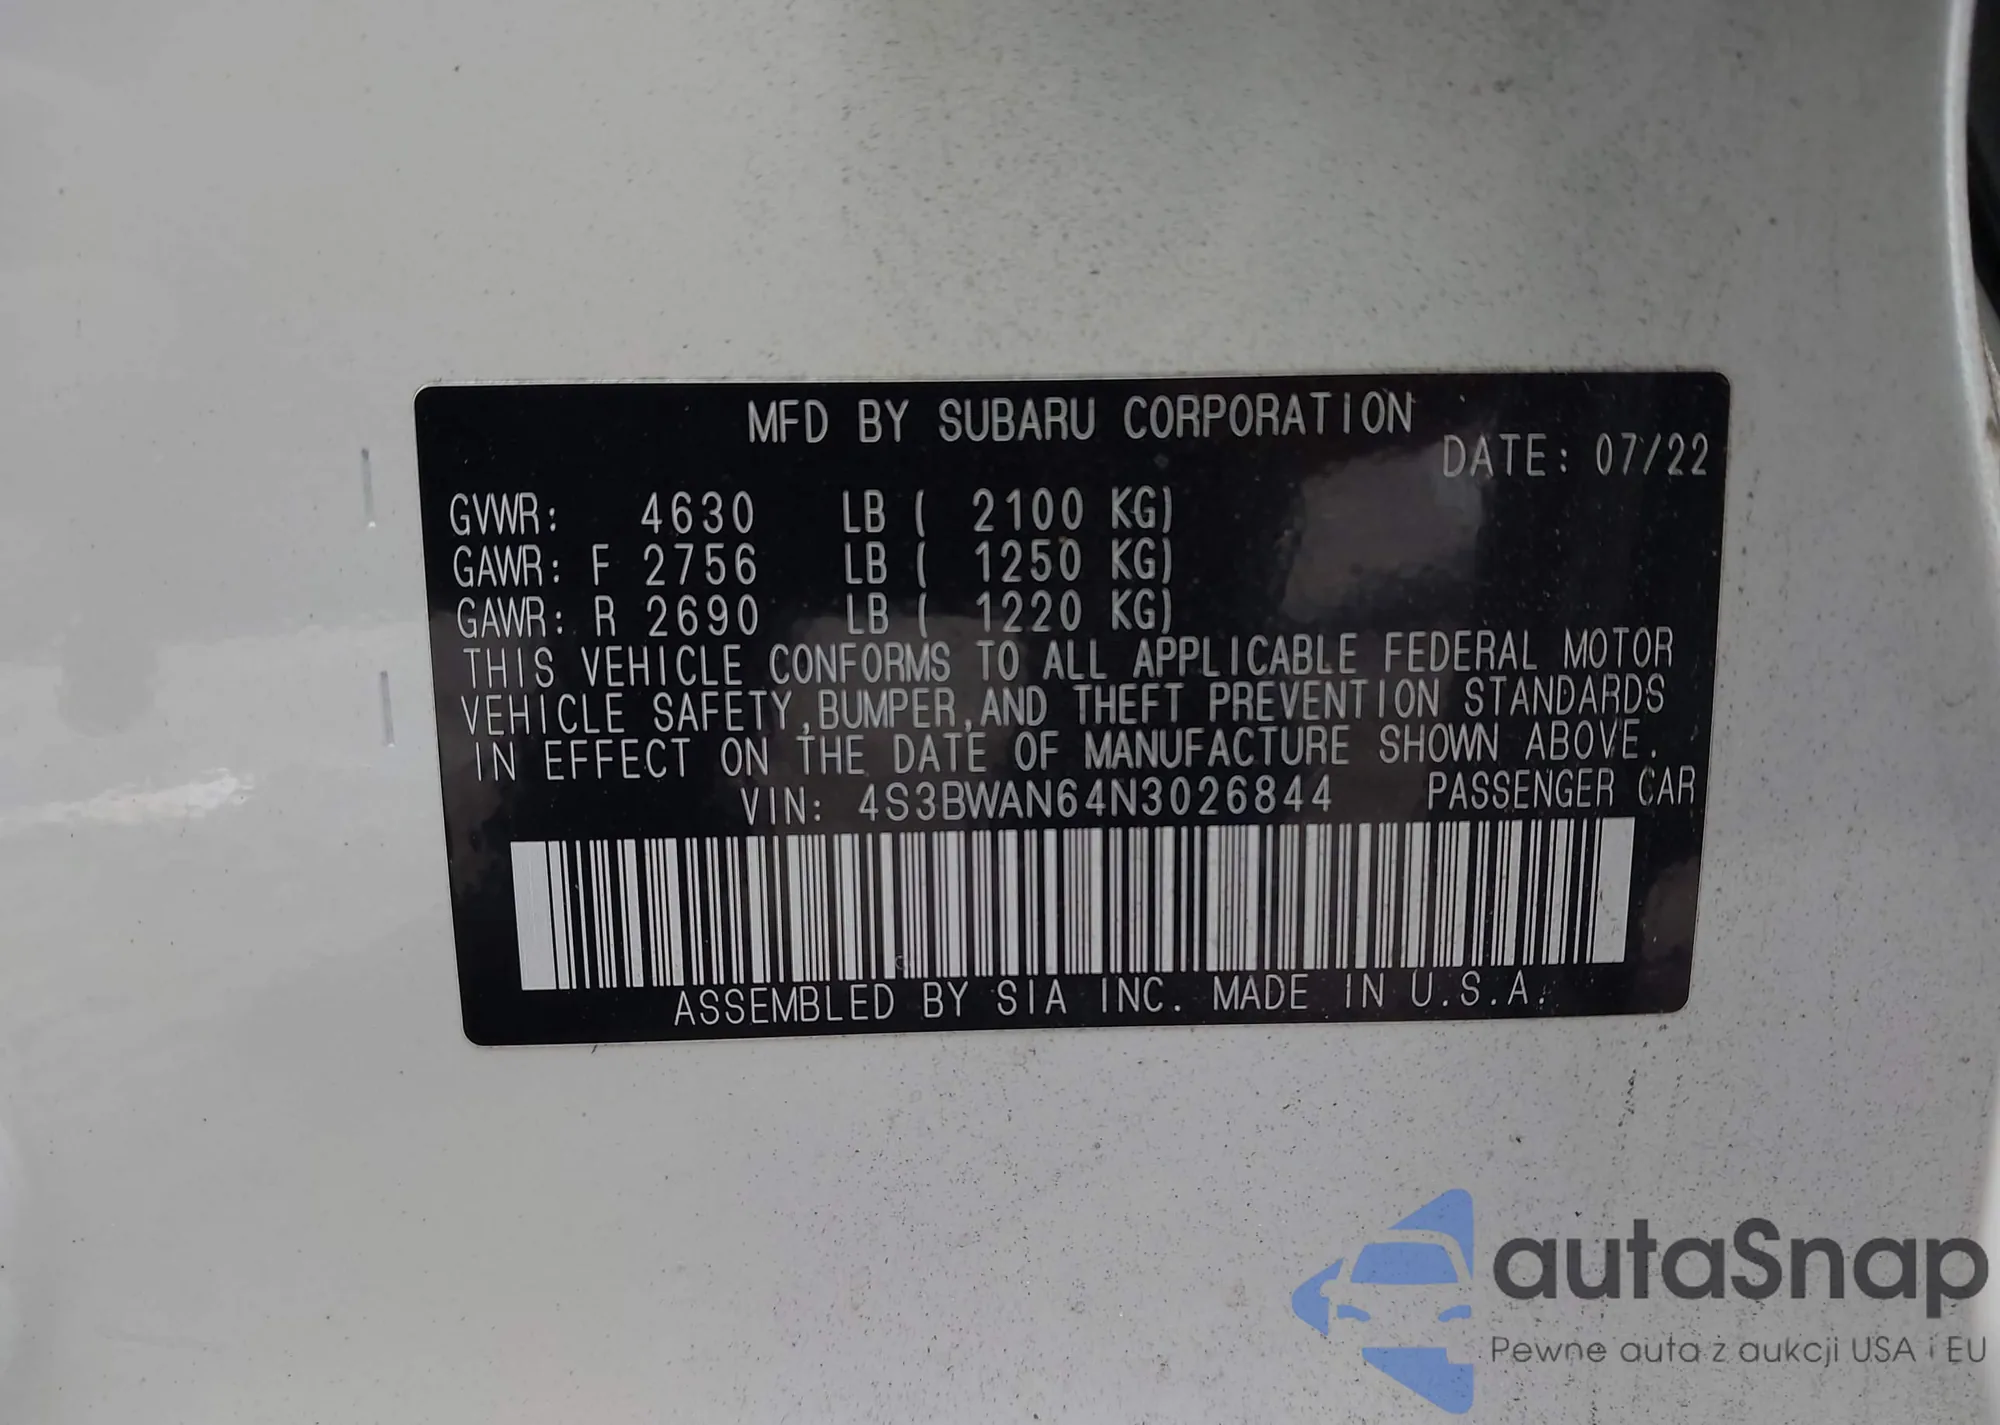 MFD BY SUBARU CORPORATION
DATE: 07/22
GVWR: 4630 LB ( 2100 KG)
GAWR: F 2756 LB ( 1250 KG)
GAWR: R 2690 LB ( 1220 KG)
THIS VEHICLE CONFORMS TO ALL APPLICABLE FEDERAL MOTOR
VEHICLE SAFETY,BUMPER,AND THEFT PREVENTION STANDARDS
IN EFFECT ON THE DATE OF MANUFACTURE SHOWN ABOVE.
VIN: 4S3BWAN64N3026844 PASSENGER CAR
ASSEMBLED BY SIA INC. MADE IN U.S.A.
autaSnap
Pewne auta z aukcji USA i EU